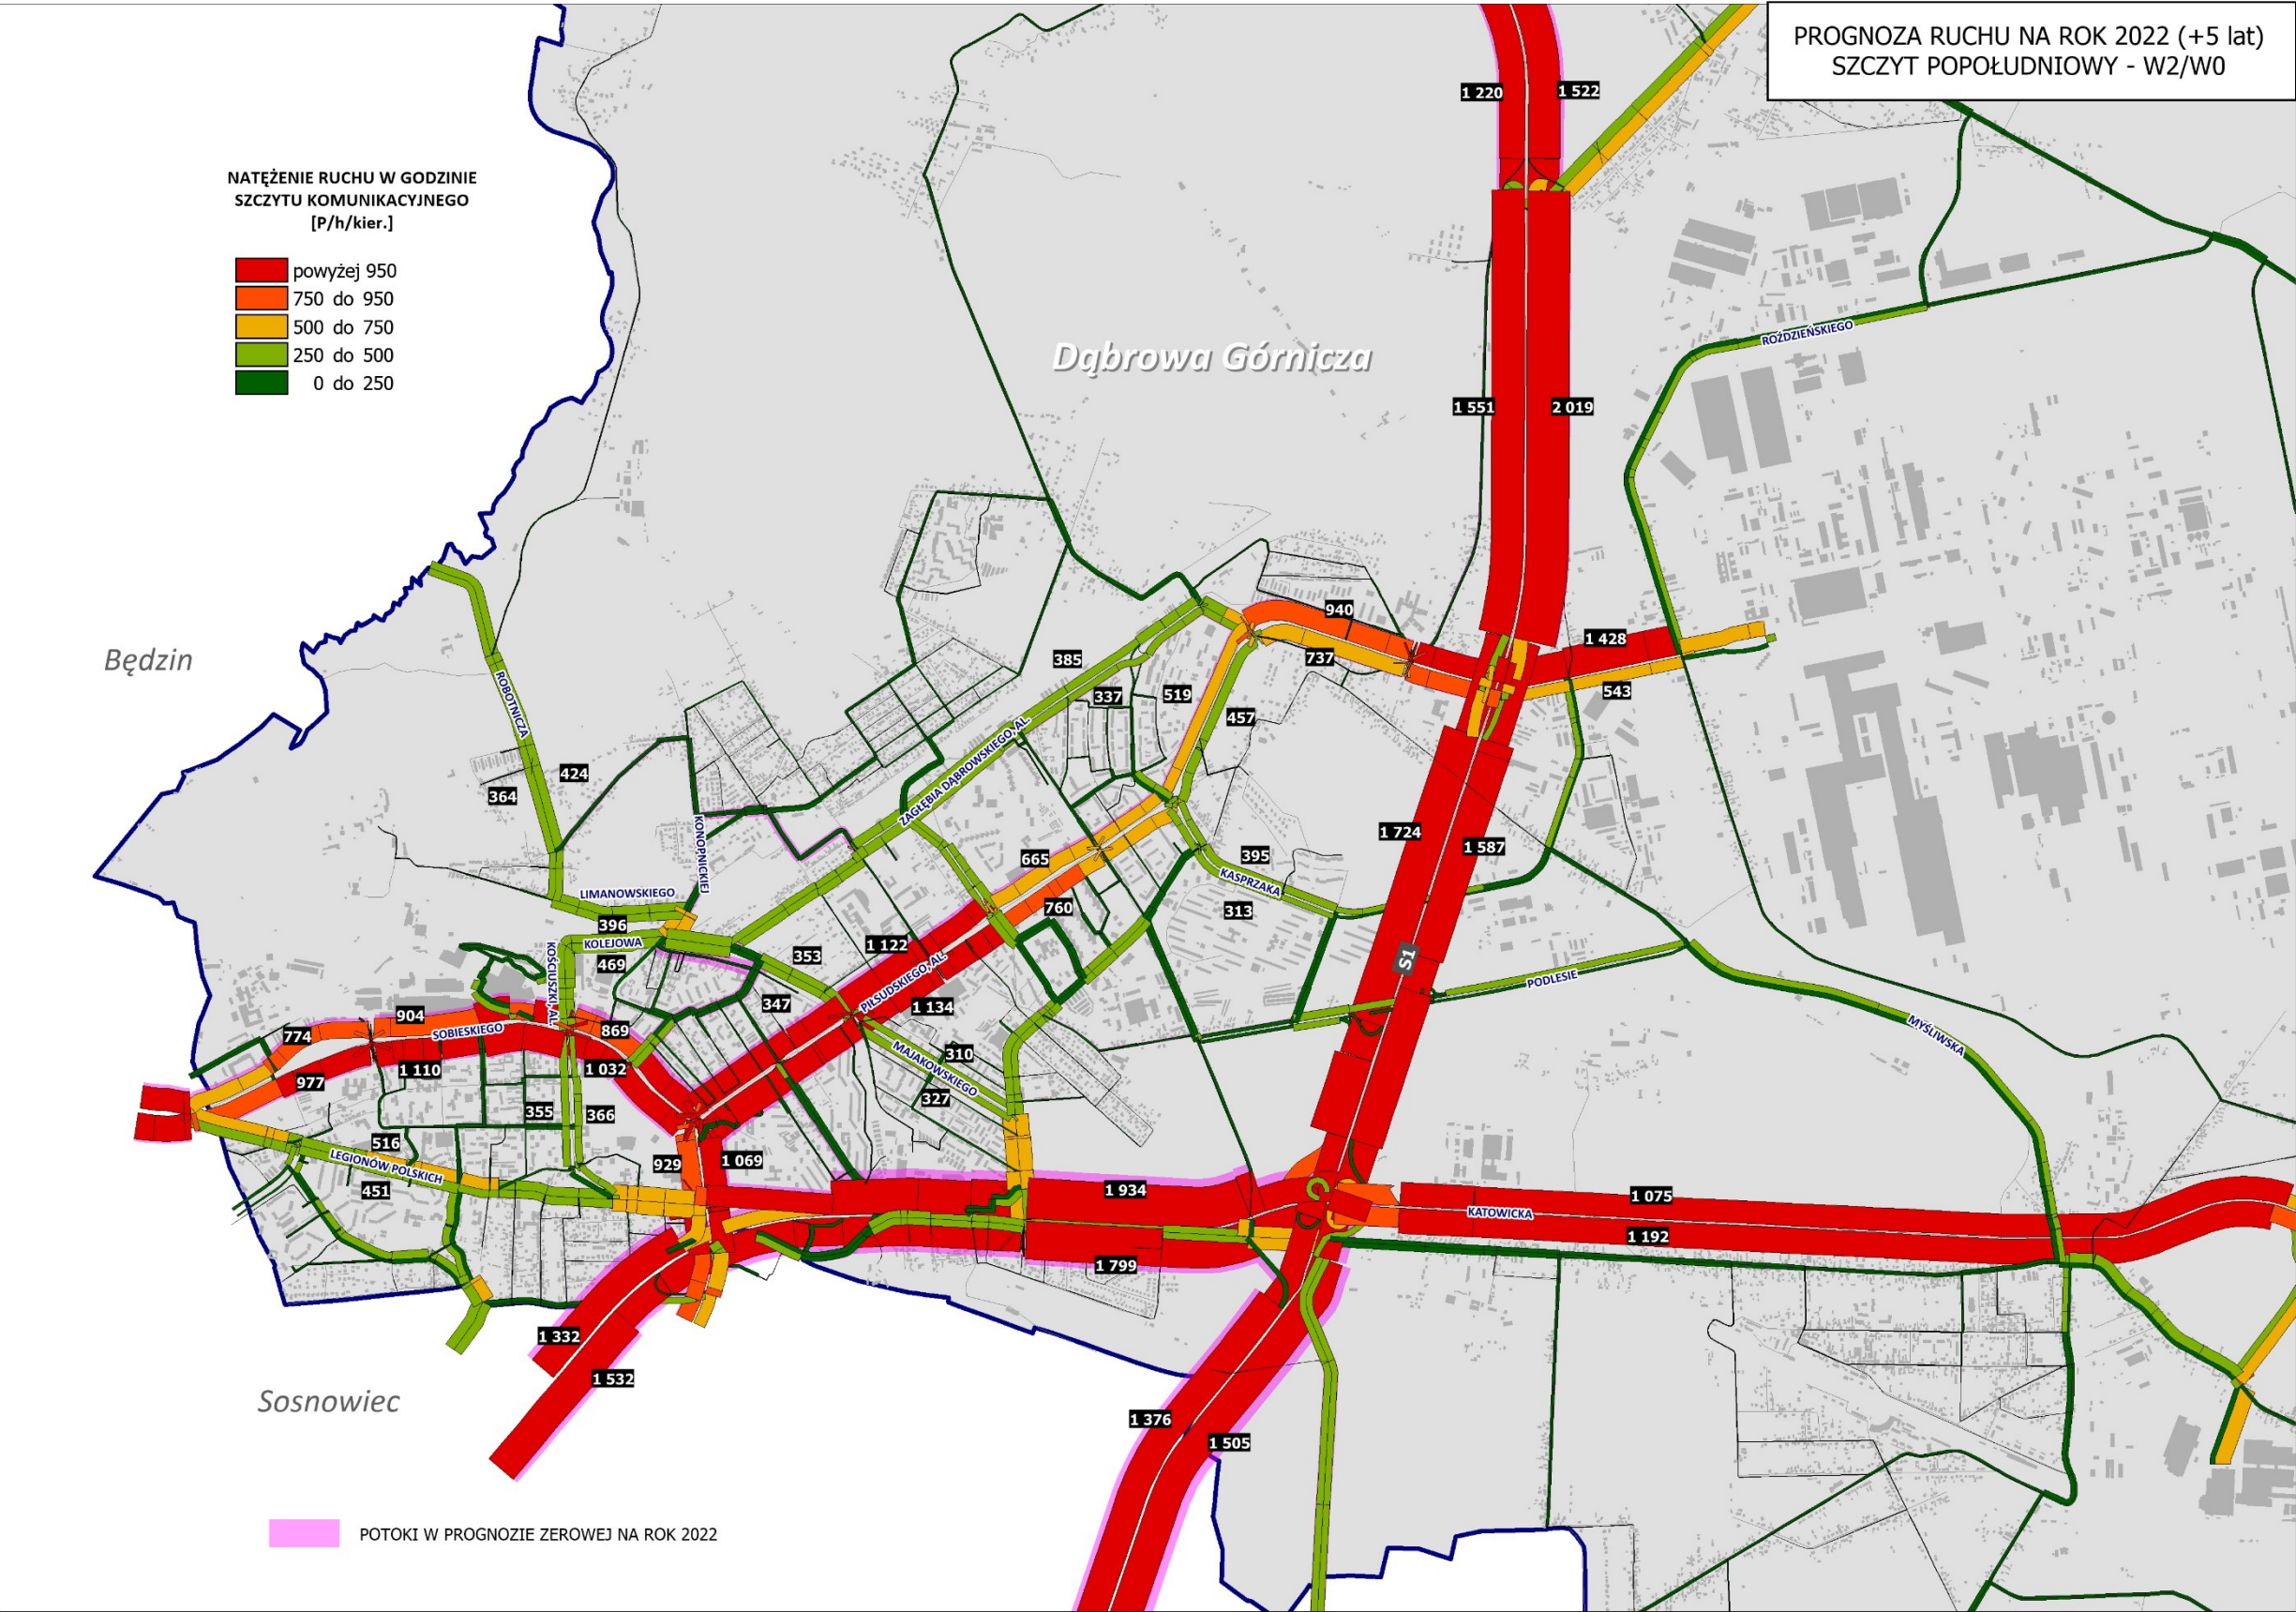 PROGNOZA RUCHU NA ROK 2022 (+5 lat)
SZCZYT POPOŁUDNIOWY - W2/W0
1 220
1 522
NATĘŻENIE RUCHU W GODZINIE
SZCZYTU KOMUNIKACYJNEGO
[P/h/kier.]
powyżej 950
750 do 950
500 do 750
250 do 500
0 do 250
ROŹDZIEŃSKIEGO
Dąbrowa Górnicza
1 551
2 019
940
1 428
Będzin
385
737
543
337
519
457
ROBOTNICZA
ZAGŁĘBIA DĄBROWSKIEGO, AL.
424
364
1 724
1 587
KONOPNICKIEJ
665
395
KASPRZAKA
LIMANOWSKIEGO
760
313
396
KOLEJOWA
1 122
353
469
S1
KOŚCIUSZKI, AL.
PIŁSUDSKIEGO, AL.
PODLESIE
347
1 134
904
869
774
SOBIESKIEGO
MYŚLIWSKA
310
MAJAKOWSKIEGO
1 110
1 032
977
327
355
366
516
LEGIONÓW POLSKICH
929
1 069
451
1 934
1 075
KATOWICKA
1 192
1 799
1 332
1 532
Sosnowiec
1 376
1 505
POTOKI W PROGNOZIE ZEROWEJ NA ROK 2022